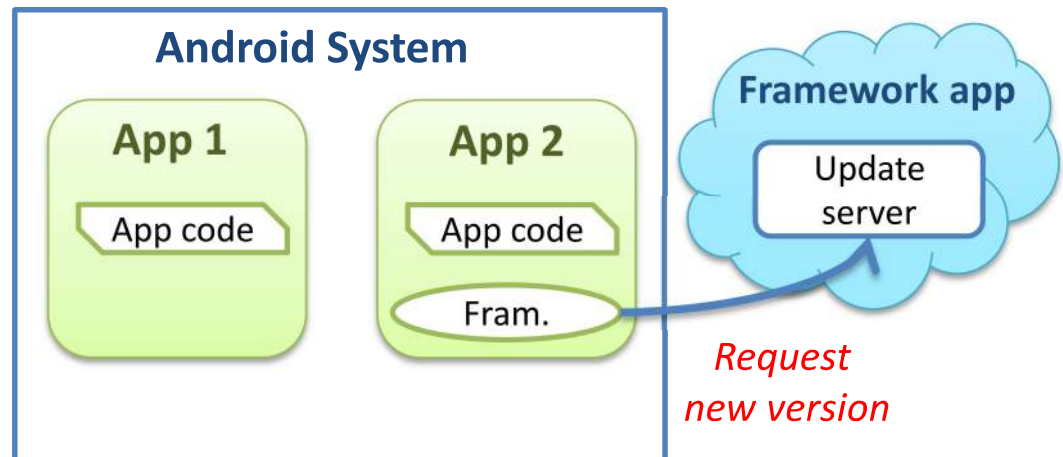 Android System
App 1
App code
App 2
App code
Fram.
Framework app
Update
server
Request
new version